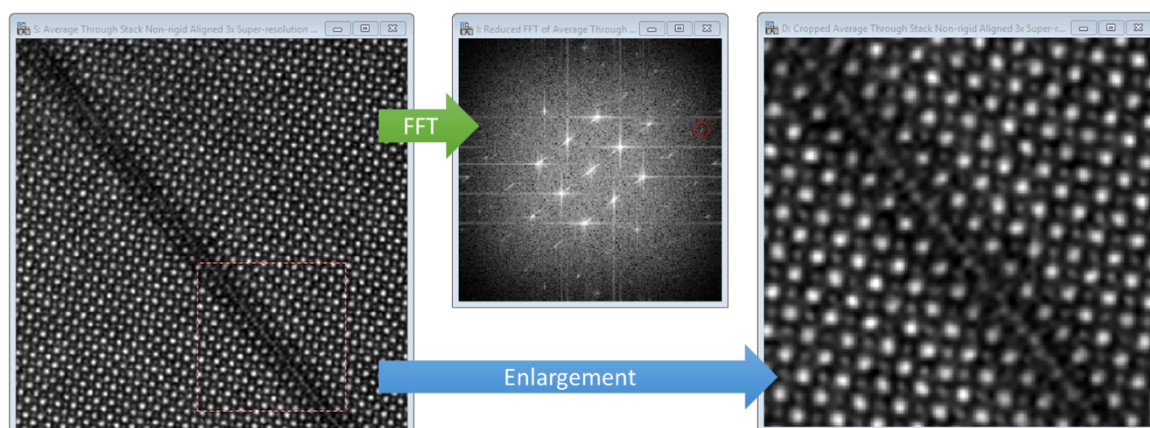 S: Average Through Stack Non-rigid Aligned 3x Super-resolution ...
I: Reduced FFT of Average Through ...
D: Cropped Average Through Stack Non-rigid Aligned 3x Super-r...
FFT
Enlargement